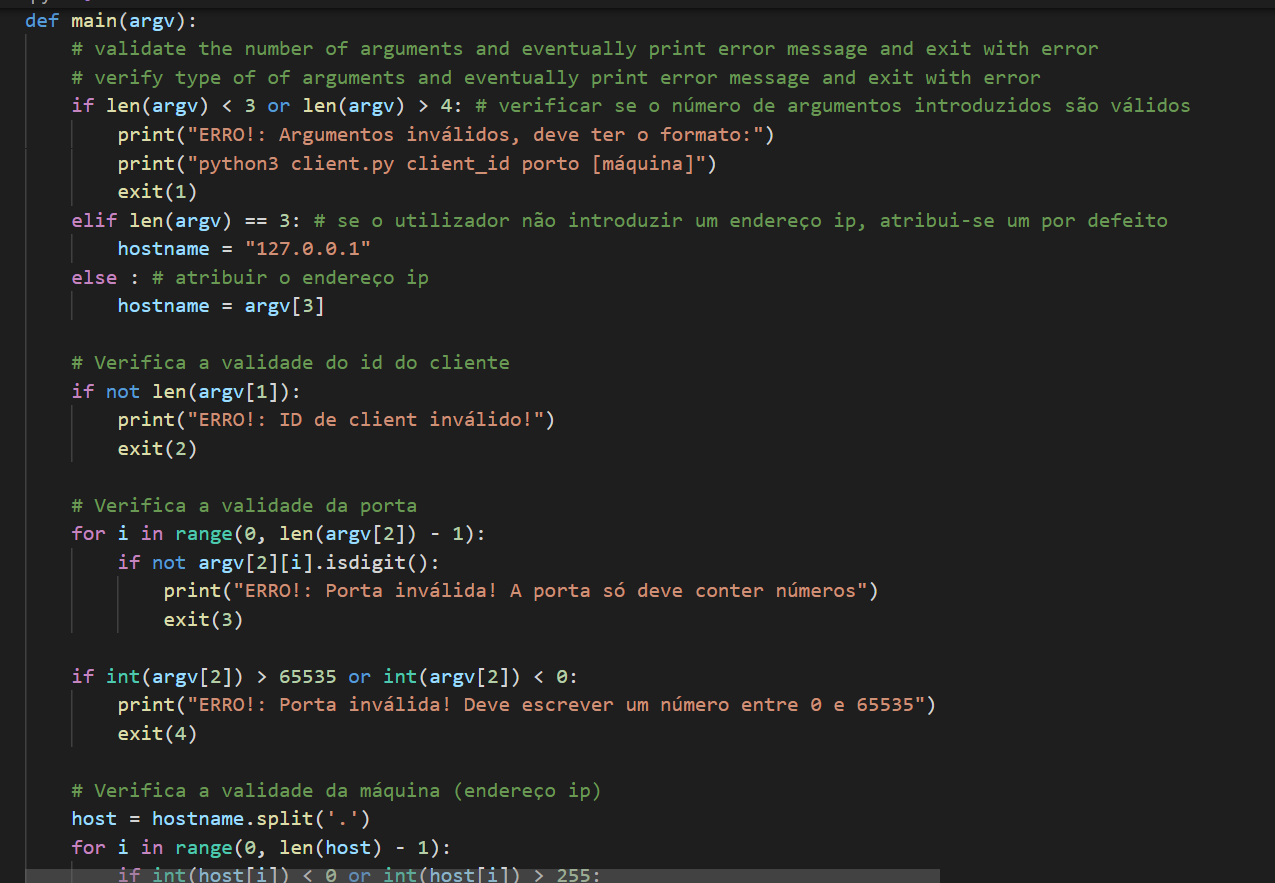 def main(argv):
    # validate the number of arguments and eventually print error message and exit with error
    # verify type of of arguments and eventually print error message and exit with error
    if len(argv) < 3 or len(argv) > 4: # verificar se o número de argumentos introduzidos são válidos
        print("ERRO!: Argumentos inválidos, deve ter o formato:")
        print("python3 client.py client_id porto [máquina]")
        exit(1)
    elif len(argv) == 3: # se o utilizador não introduzir um endereço ip, atribui-se um por defeito
        hostname = "127.0.0.1"
    else : # atribuir o endereço ip
        hostname = argv[3]

    # Verifica a validade do id do cliente
    if not len(argv[1]):
        print("ERRO!: ID de client inválido!")
        exit(2)

    # Verifica a validade da porta
    for i in range(0, len(argv[2]) - 1):
        if not argv[2][i].isdigit():
            print("ERRO!: Porta inválida! A porta só deve conter números")
            exit(3)

    if int(argv[2]) > 65535 or int(argv[2]) < 0:
        print("ERRO!: Porta inválida! Deve escrever um número entre 0 e 65535")
        exit(4)

    # Verifica a validade da máquina (endereço ip)
    host = hostname.split('.')
    for i in range(0, len(host) - 1):
        if int(host[i]) < 0 or int(host[i]) > 255: